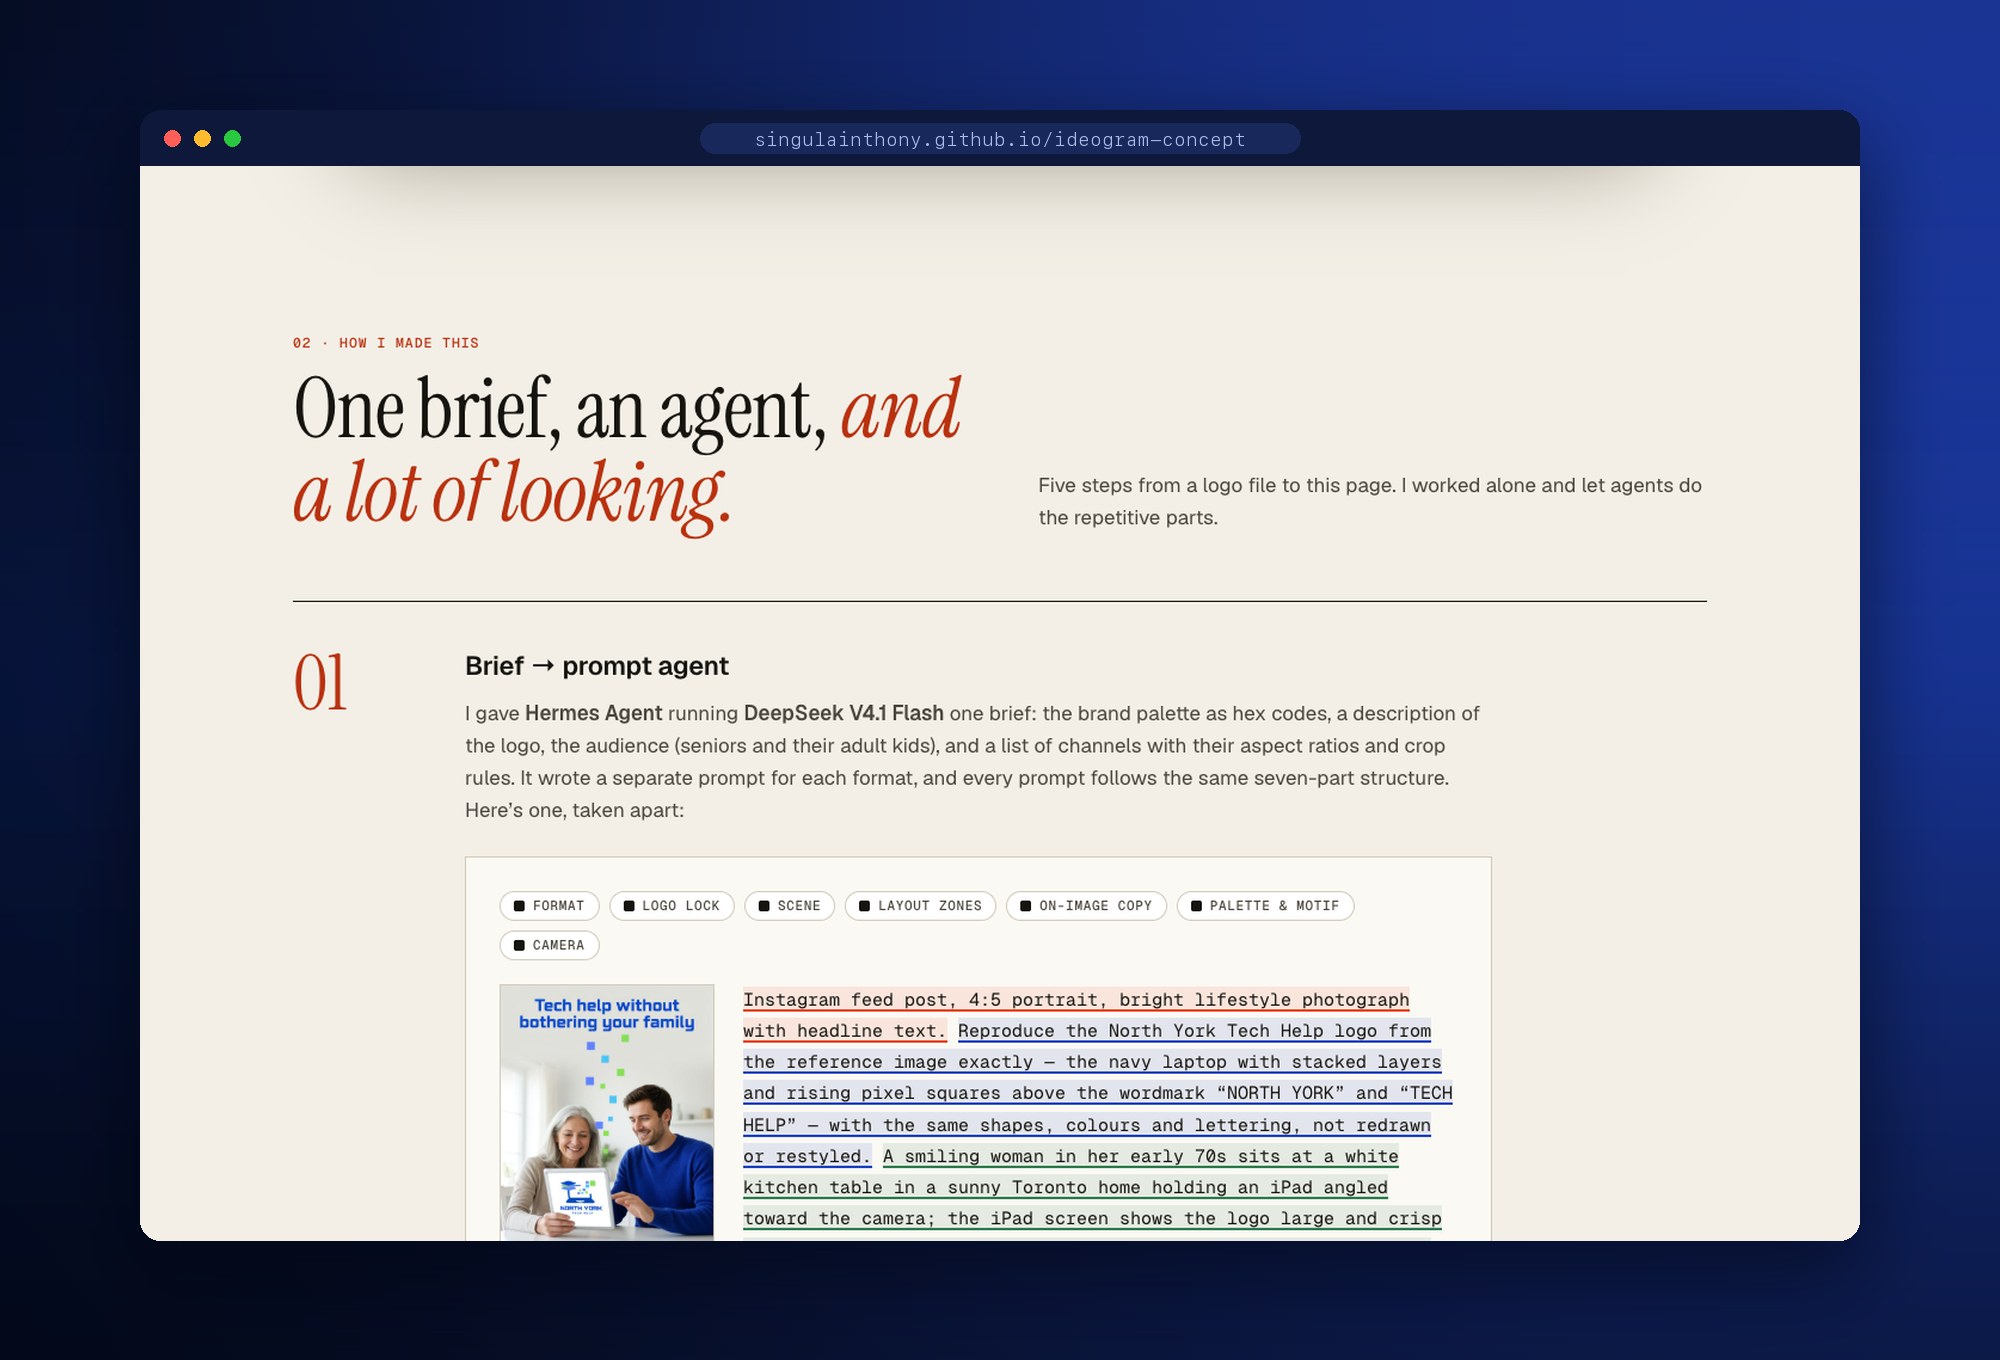 singulainthony.github.io/ideogram-concept
02 · HOW I MADE THIS
One brief, an agent, and
a lot of looking.
Five steps from a logo file to this page. I worked alone and let agents do
the repetitive parts.
01
Brief → prompt agent
I gave Hermes Agent running DeepSeek V4.1 Flash one brief: the brand palette as hex codes, a description of
the logo, the audience (seniors and their adult kids), and a list of channels with their aspect ratios and crop
rules. It wrote a separate prompt for each format, and every prompt follows the same seven-part structure.
Here’s one, taken apart:
FORMAT LOGO LOCK SCENE LAYOUT ZONES ON-IMAGE COPY PALETTE & MOTIF
CAMERA
Tech help without
bothering your family
NORTH YORK
TECH HELP
Instagram feed post, 4:5 portrait, bright lifestyle photograph
with headline text. Reproduce the North York Tech Help logo from
the reference image exactly — the navy laptop with stacked layers
and rising pixel squares above the wordmark “NORTH YORK” and “TECH
HELP” — with the same shapes, colours and lettering, not redrawn
or restyled. A smiling woman in her early 70s sits at a white
kitchen table in a sunny Toronto home holding an iPad angled
toward the camera; the iPad screen shows the logo large and crisp